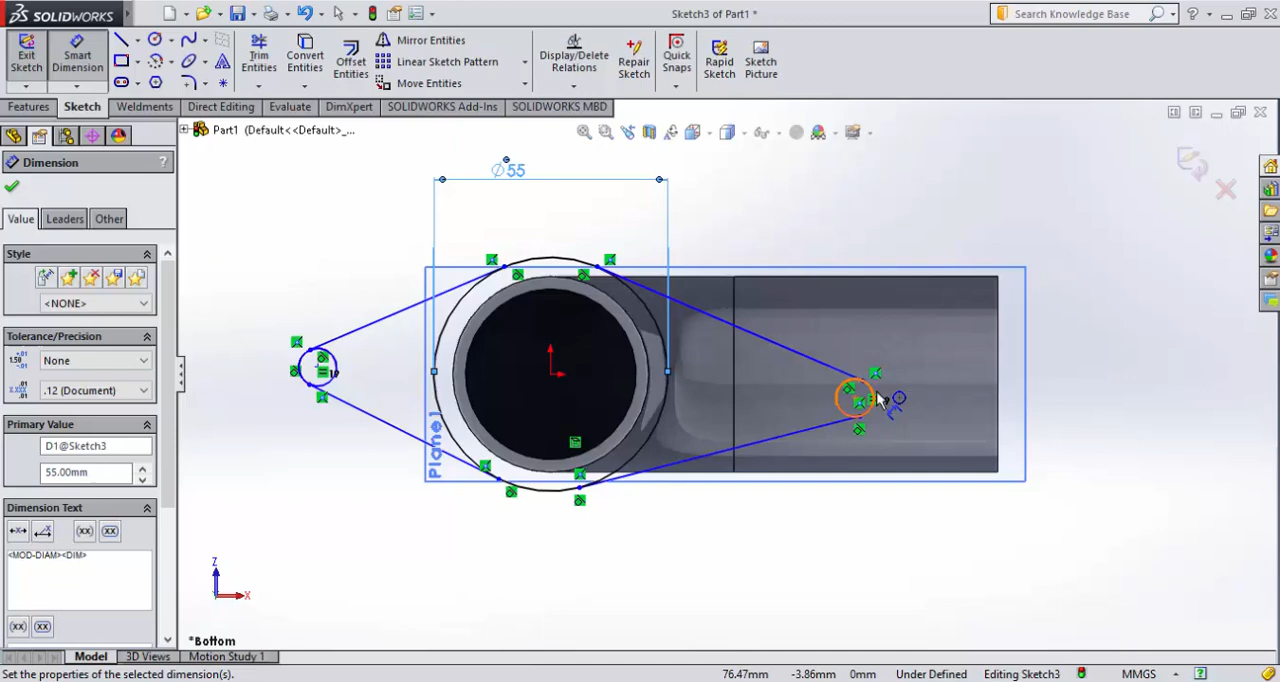 SOLIDWORKS
Sketch3 of Part1 *
Search Knowledge Base
Exit Sketch
Smart Dimension
Trim Entities
Convert Entities
Offset Entities
Mirror Entities
Linear Sketch Pattern
Move Entities
Display/Delete Relations
Repair Sketch
Quick Snaps
Rapid Sketch
Sketch Picture
Features
Sketch
Weldments
Direct Editing
Evaluate
DimXpert
SOLIDWORKS Add-Ins
SOLIDWORKS MBD
Part1 (Default<<Default>_...
Dimension
?
Value
Leaders
Other
Style
<NONE>
Tolerance/Precision
None
.12 (Document)
Primary Value
D1@Sketch3
55.00mm
Dimension Text
(xx)
(xx)
<MOD-DIAM><DIM>
(xx)
(xx)
∅55
Plane1
Z
X
*Bottom
Model
3D Views
Motion Study 1
Set the properties of the selected dimension(s).
76.47mm
-3.86mm
0mm
Under Defined
Editing Sketch3
MMGS